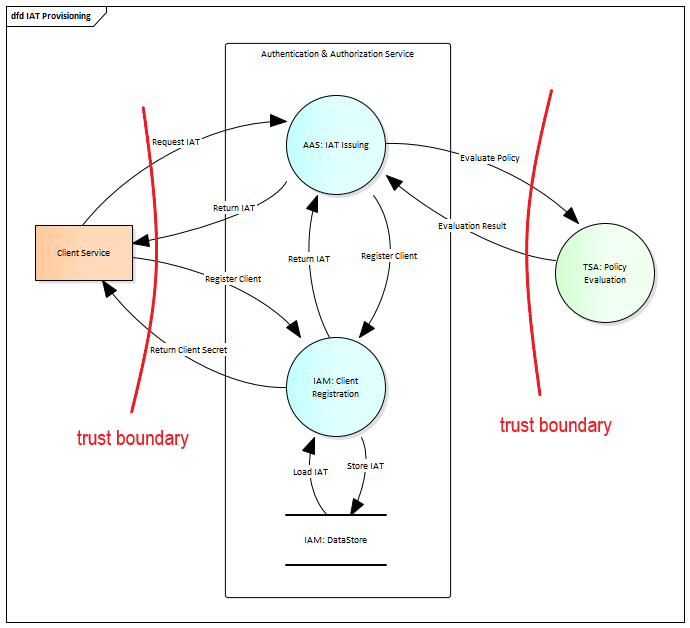 dfd IAT Provisioning
Authentication & Authorization Service
Request IAT
AAS: IAT Issuing
Evaluate Policy
Return IAT
Evaluation Result
Client Service
Return IAT
Register Client
TSA: Policy
Evaluation
Register Client
Return Client Secret
IAM: Client
Registration
trust boundary
trust boundary
Load IAT
Store IAT
IAM: DataStore